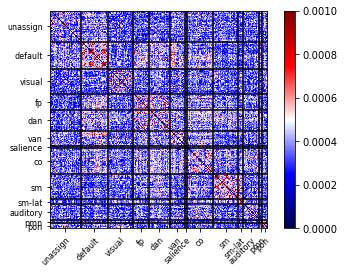 unassign
default
visual
fp
dan
van
salience
co
sm
sm-lat
auditory
pmn
pon
unassign
default
visual
fp
dan
van
salience
co
sm
sm-lat
auditory
pon
0.0010
0.0008
0.0006
0.0004
0.0002
0.0000